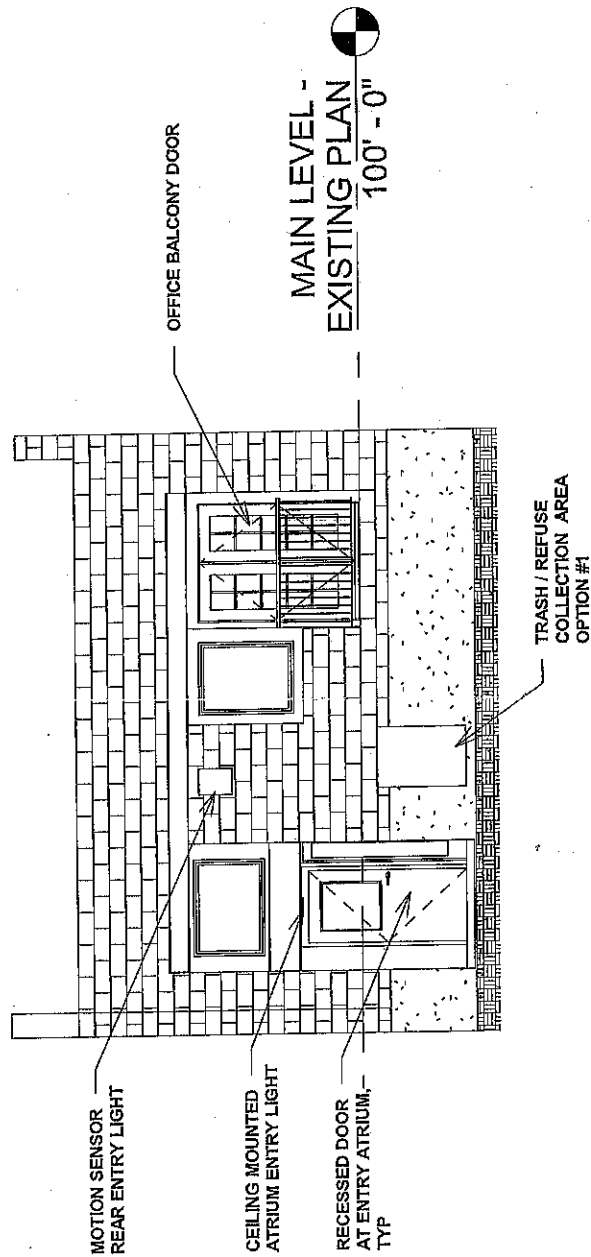 MOTION SENSOR
REAR ENTRY LIGHT
CEILING MOUNTED
ATRIUM ENTRY LIGHT
RECESSED DOOR
AT ENTRY ATRIUM,
TYP
OFFICE BALCONY DOOR
MAIN LEVEL -
EXISTING PLAN
100' - 0"
TRASH / REFUSE
COLLECTION AREA
OPTION #1